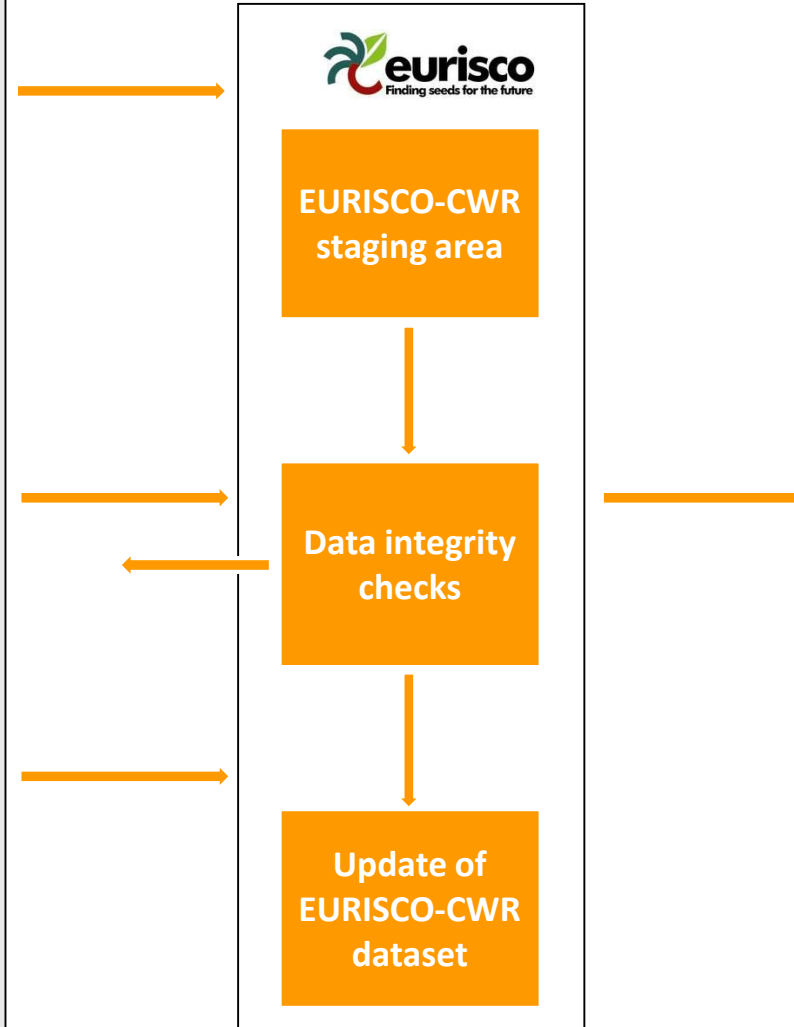 eurisco
Finding seeds for the future
EURISCO-CWR
staging area
Data integrity
checks
Update of
EURISCO-CWR
dataset